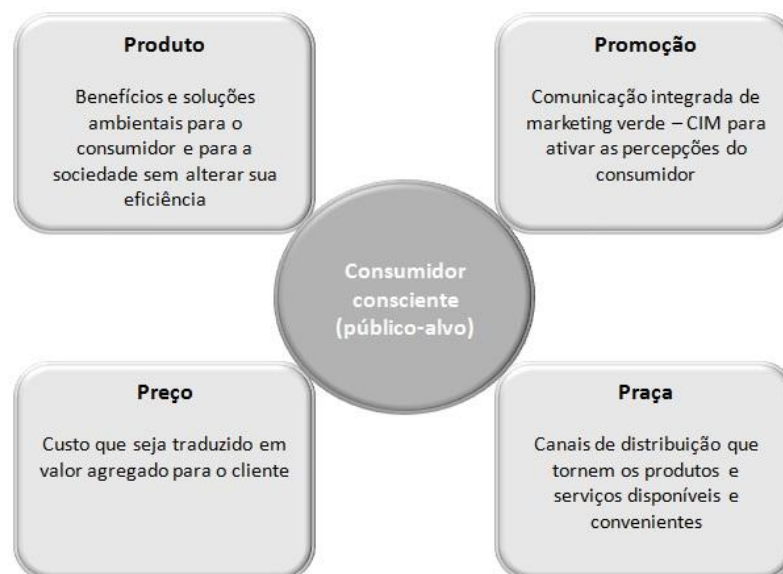 Produto
Benefícios e soluções
ambientais para o
consumidor e para a
sociedade sem alterar sua
eficiência
Promoção
Comunicação integrada de
marketing verde – CIM para
ativar as percepções do
consumidor
Consumidor
consciente
(público-alvo)
Preço
Custo que seja traduzido em
valor agregado para o cliente
Praça
Canais de distribuição que
tornem os produtos e
serviços disponíveis e
convenientes